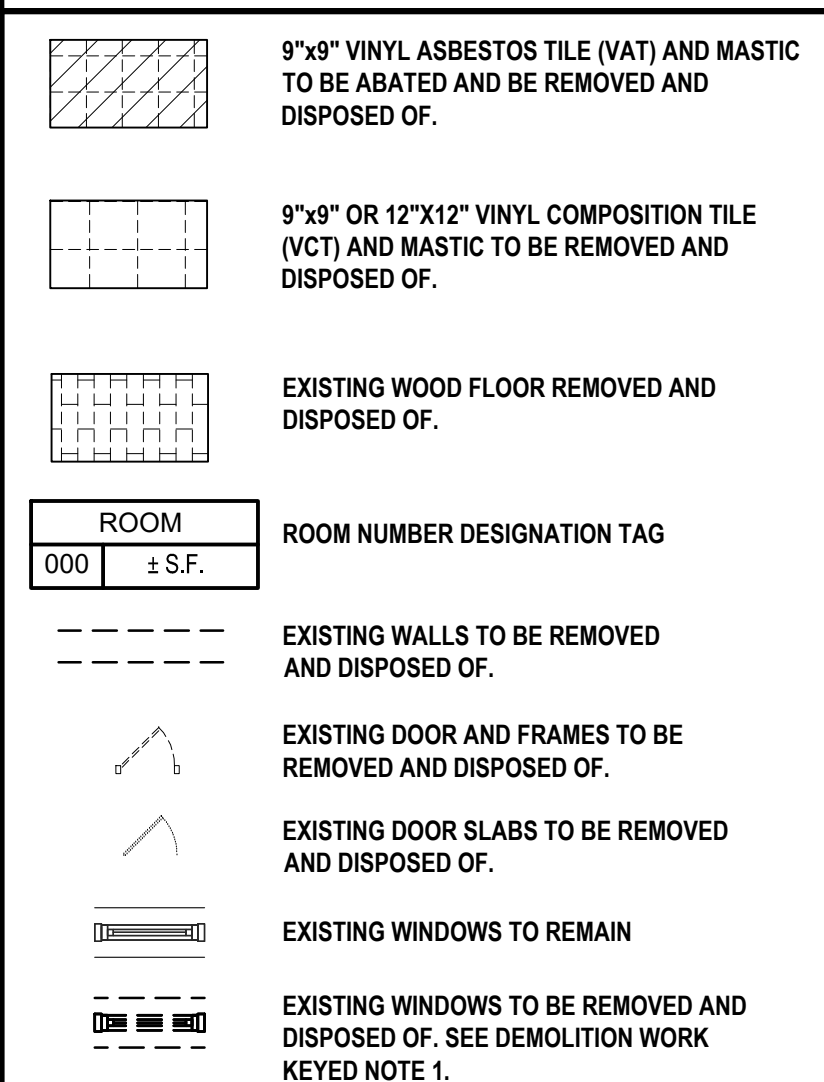 9"x9" VINYL ASBESTOS TILE (VAT) AND MASTIC
TO BE ABATED AND BE REMOVED AND
DISPOSED OF.
9"x9" OR 12"X12" VINYL COMPOSITION TILE
(VCT) AND MASTIC TO BE REMOVED AND
DISPOSED OF.
EXISTING WOOD FLOOR REMOVED AND
DISPOSED OF.
ROOM
000 ± S.F.
ROOM NUMBER DESIGNATION TAG
EXISTING WALLS TO BE REMOVED
AND DISPOSED OF.
EXISTING DOOR AND FRAMES TO BE
REMOVED AND DISPOSED OF.
EXISTING DOOR SLABS TO BE REMOVED
AND DISPOSED OF.
EXISTING WINDOWS TO REMAIN
EXISTING WINDOWS TO BE REMOVED AND
DISPOSED OF. SEE DEMOLITION WORK
KEYED NOTE 1.